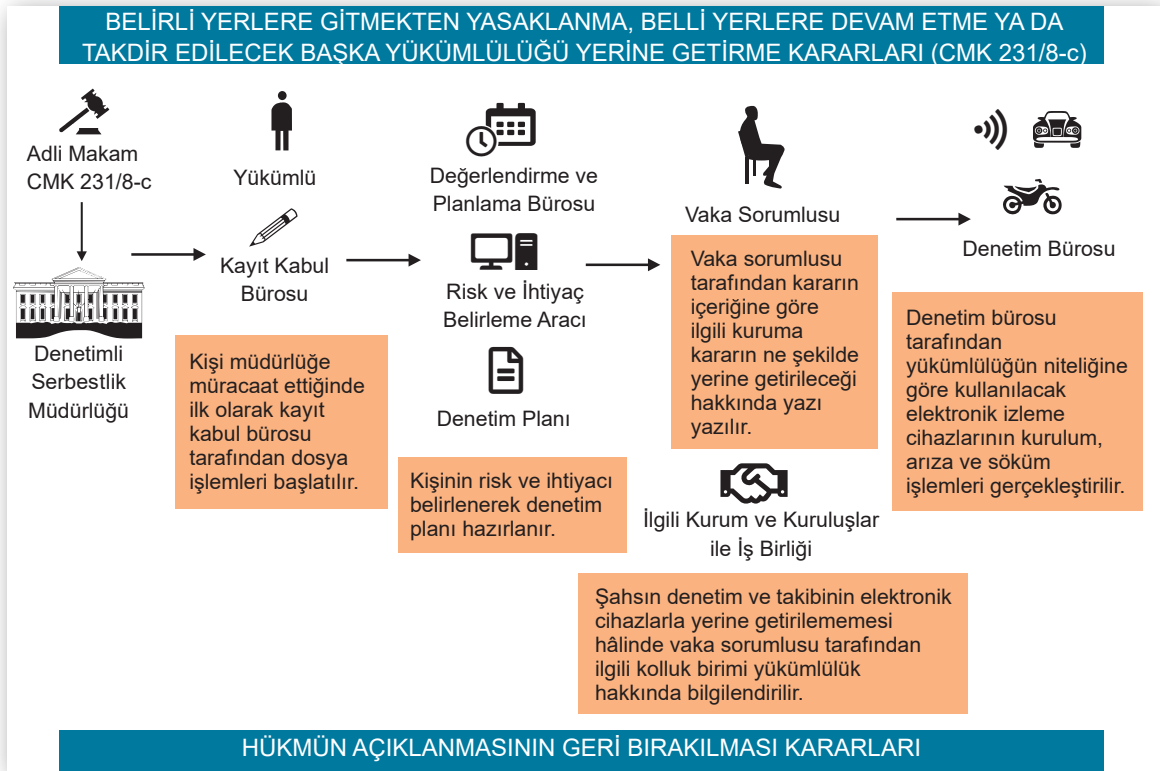 BELİRLİ YERLERE GİTMEKTEN YASAKLANMA, BELLİ YERLERE DEVAM ETME YA DA
TAKDİR EDİLECEK BAŞKA YÜKÜMLÜLÜĞÜ YERİNE GETİRME KARARLARI (CMK 231/8-c)
Adli Makam
CMK 231/8-c
Denetimli
Serbestlik
Müdürlüğü
Yükümlü
Kayıt Kabul
Bürosu
Kişi müdürlüğe
müracaat ettiğinde
ilk olarak kayıt
kabul bürosu
tarafından dosya
işlemleri başlatılır.
Değerlendirme ve
Planlama Bürosu
Risk ve İhtiyaç
Belirleme Aracı
Denetim Planı
Kişinin risk ve ihtiyacı
belirlenerek denetim
planı hazırlanır.
Vaka Sorumlusu
Vaka sorumlusu
tarafından kararın
içeriğine göre
ilgili kuruma
kararın ne şekilde
yerine getirileceği
hakkında yazı
yazılır.
İlgili Kurum ve Kuruluşlar
ile İş Birliği
Şahsın denetim ve takibinin elektronik
cihazlarla yerine getirilememesi
hâlinde vaka sorumlusu tarafından
ilgili kolluk birimi yükümlülük
hakkında bilgilendirilir.
Denetim Bürosu
Denetim bürosu
tarafından
yükümlülüğün niteliğine
göre kullanılacak
elektronik izleme
cihazlarının kurulum,
arıza ve söküm
işlemleri gerçekleştirilir.
HÜKMÜN AÇIKLANMASININ GERİ BIRAKILMASI KARARLARI